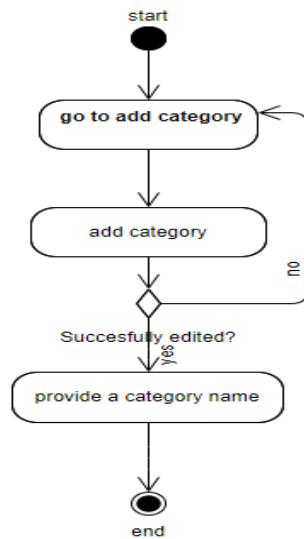 start
go to add category
add category
no
Succesfully edited?
yes
provide a category name
end